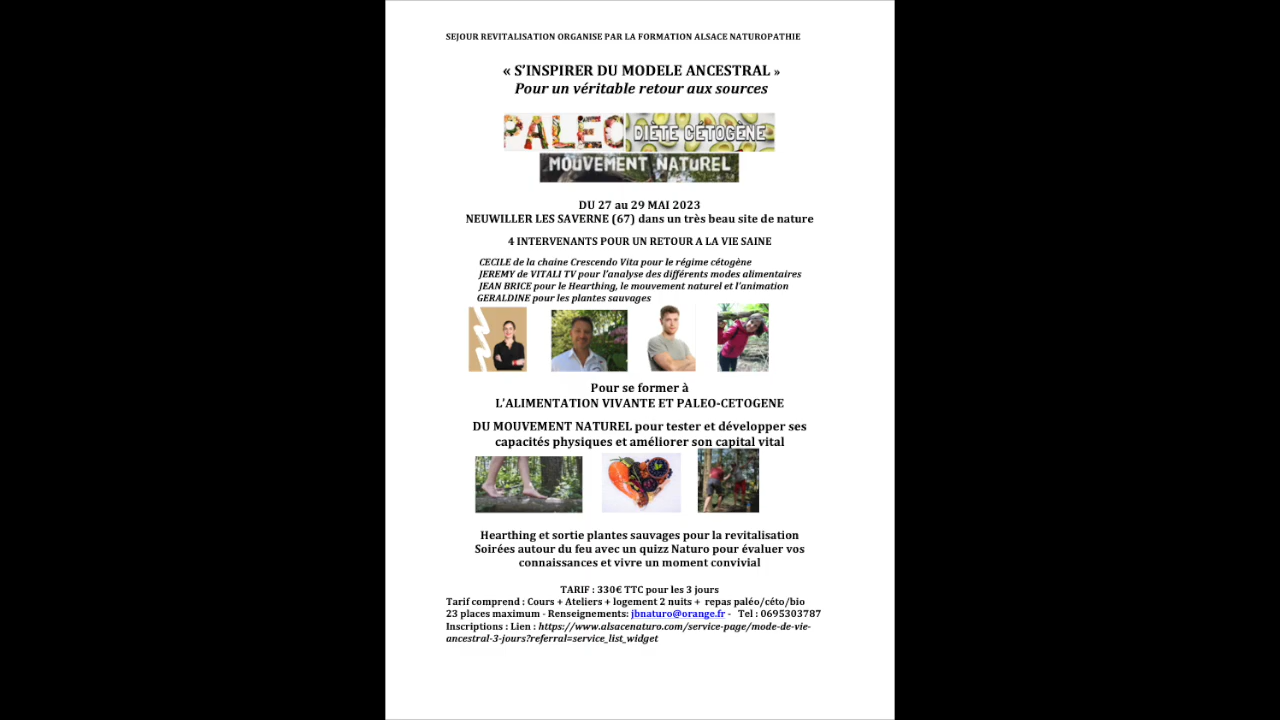 SEJOUR REVITALISATION ORGANISE PAR LA FORMATION ALSACE NATUROPATHIE
« S'INSPIRER DU MODELE ANCESTRAL »
Pour un véritable retour aux sources
PALEO DIÈTE CÉTOGÈNE
MOUVEMENT NATUREL
DU 27 au 29 MAI 2023
NEUWILLER LES SAVERNE (67) dans un très beau site de nature
4 INTERVENANTS POUR UN RETOUR A LA VIE SAINE
CECILE de la chaine Crescendo Vita pour le régime cétogène
JEREMY de VITALI TV pour l'analyse des différents modes alimentaires
JEAN BRICE pour le Hearthing, le mouvement naturel et l'animation
GERALDINE pour les plantes sauvages
Pour se former à
L'ALIMENTATION VIVANTE ET PALEO-CETOGENE
DU MOUVEMENT NATUREL pour tester et développer ses
capacités physiques et améliorer son capital vital
Hearthing et sortie plantes sauvages pour la revitalisation
Soirées autour du feu avec un quizz Naturo pour évaluer vos
connaissances et vivre un moment convivial
TARIF : 330€ TTC pour les 3 jours
Tarif comprend : Cours + Ateliers + logement 2 nuits + repas paléo/céto/bio
23 places maximum - Renseignements: jbnaturo@orange.fr - Tel : 0695303787
Inscriptions : Lien : https://www.alsacenaturo.com/service-page/mode-de-vie-
ancestral-3-jours?referral=service_list_widget